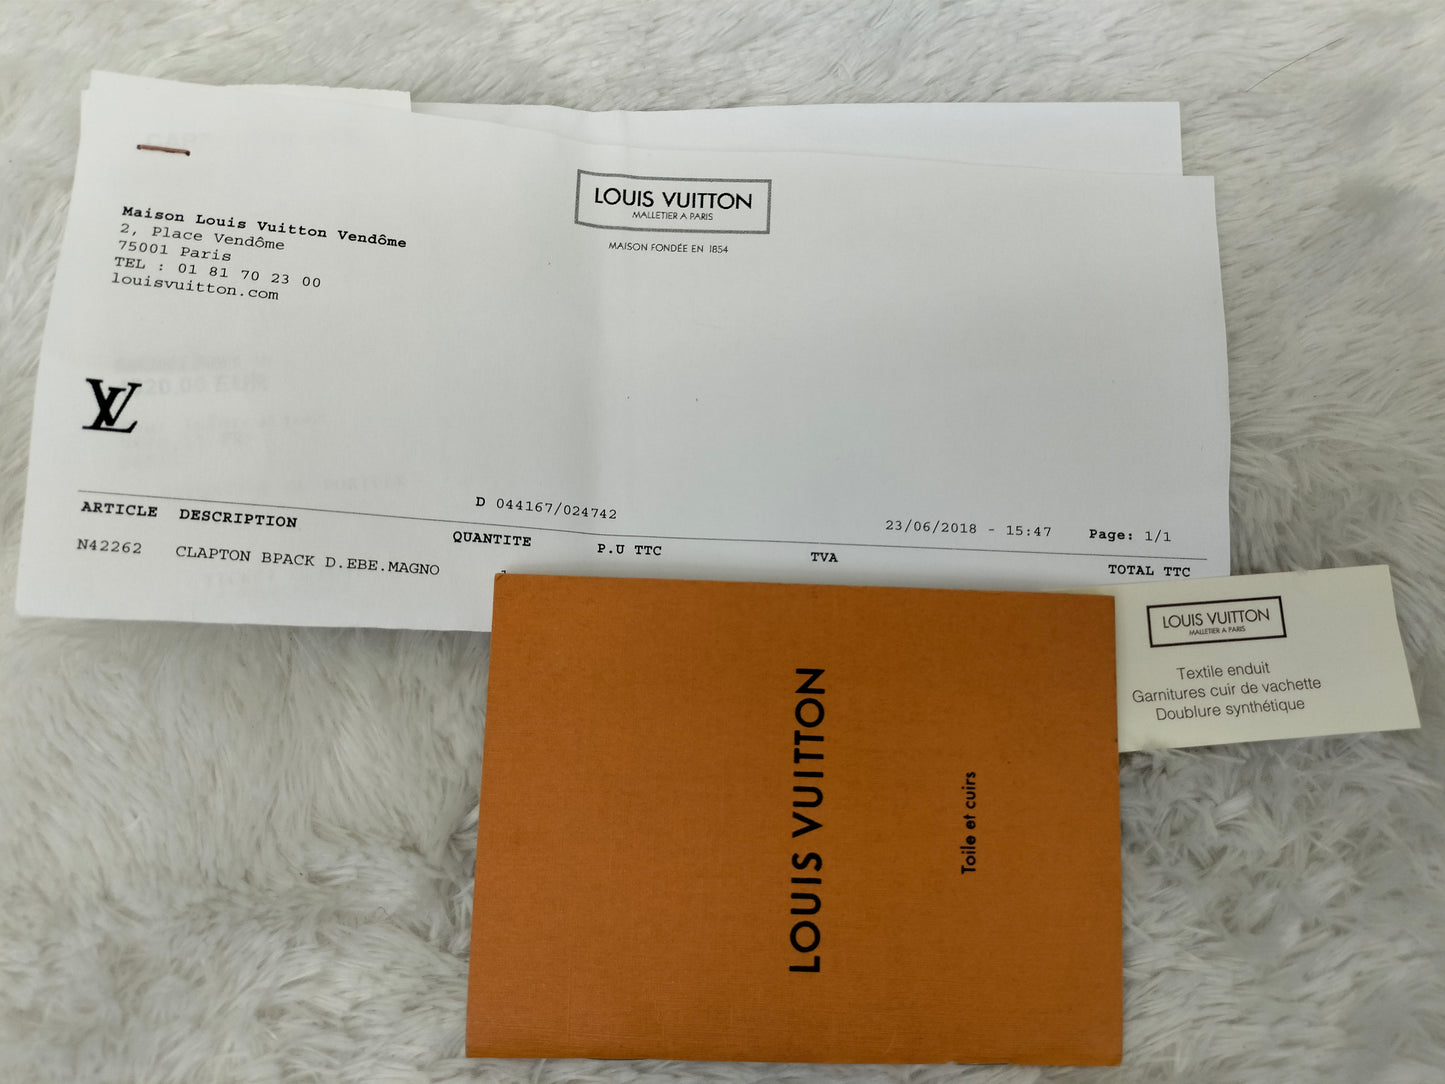 Maison Louis Vuitton Vendôme
2, Place Vendôme
75001 Paris
TEL : 01 81 70 23 00
louisvuitton.com
LOUIS VUITTON
MALLETIER A PARIS
MAISON FONDÉE EN 1854
LV
D 044167/024742
23/06/2018 - 15:47 Page: 1/1
ARTICLE DESCRIPTION QUANTITE P.U TTC TVA TOTAL TTC
N42262 CLAPTON BPACK D.EBE.MAGNO
LOUIS VUITTON
Toile et cuirs
LOUIS VUITTON
MALLETIER A PARIS
Textile enduit
Garnitures cuir de vachette
Doublure synthétique